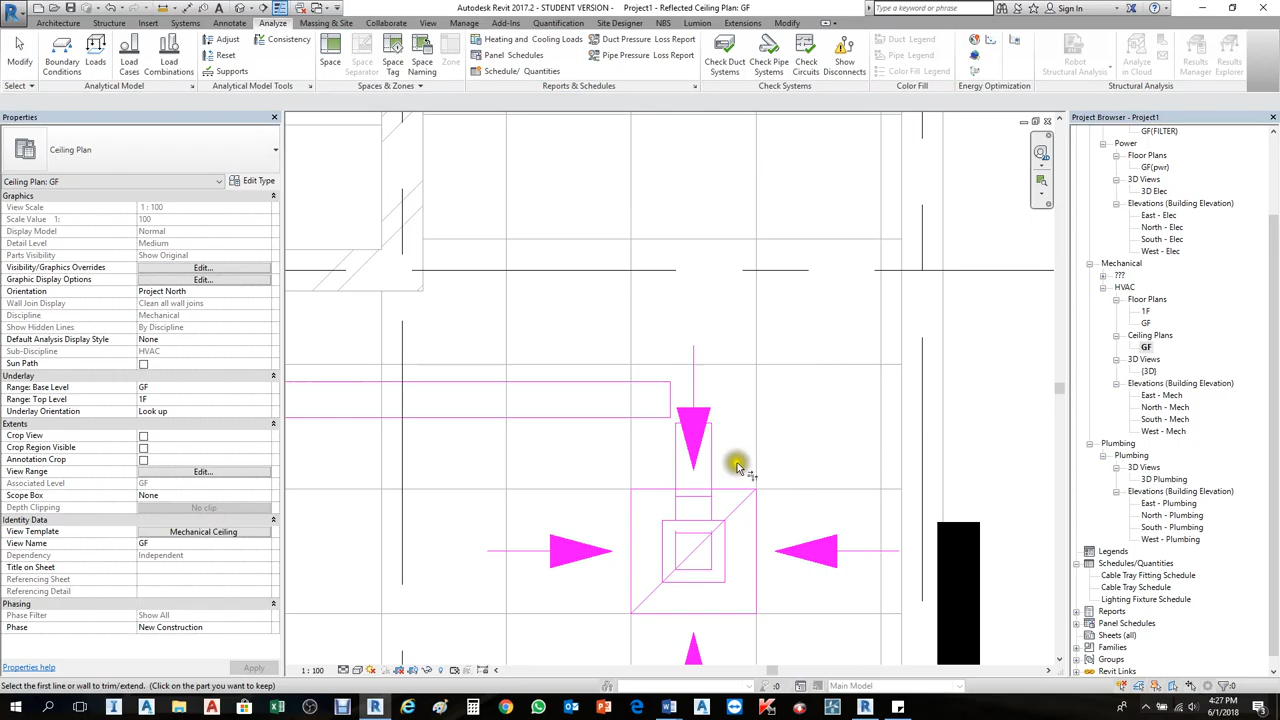 Autodesk Revit 2017.2 - STUDENT VERSION - Project1 - Reflected Ceiling Plan: GF
Type a keyword or phrase
Sign In
Architecture Structure Insert Systems Annotate Analyze Massing & Site Collaborate View Manage Add-Ins Quantification Site Designer NBS Lumion Extensions Modify
Modify
Boundary Conditions
Loads
Load Cases
Load Combinations
Adjust
Reset
Supports
Consistency
Space
Space Separator
Space Tag
Space Naming
Zone
Heating and Cooling Loads
Panel Schedules
Schedule/ Quantities
Duct Pressure Loss Report
Pipe Pressure Loss Report
Check Duct Systems
Check Pipe Systems
Check Circuits
Show Disconnects
Duct Legend
Pipe Legend
Color Fill Legend
Robot Structural Analysis
Analyze in Cloud
Results Manager
Results Explorer
Select
Analytical Model
Analytical Model Tools
Spaces & Zones
Reports & Schedules
Check Systems
Color Fill
Energy Optimization
Structural Analysis
Properties
Ceiling Plan
Ceiling Plan: GF
Edit Type
Graphics
View Scale 1 : 100
Scale Value 1: 100
Display Model Normal
Detail Level Medium
Parts Visibility Show Original
Visibility/Graphics Overrides Edit...
Graphic Display Options Edit...
Orientation Project North
Wall Join Display Clean all wall joins
Discipline Mechanical
Show Hidden Lines By Discipline
Default Analysis Display Style None
Sub-Discipline HVAC
Sun Path
Underlay
Range: Base Level GF
Range: Top Level 1F
Underlay Orientation Look up
Extents
Crop View
Crop Region Visible
Annotation Crop
View Range Edit...
Associated Level GF
Scope Box None
Depth Clipping No clip
Identity Data
View Template Mechanical Ceiling
View Name GF
Dependency Independent
Title on Sheet
Referencing Sheet
Referencing Detail
Phasing
Phase Filter Show All
Phase New Construction
Properties help
Apply
Project Browser - Project1
GF(FILTER)
Power
Floor Plans
GF(pwr)
3D Views
3D Elec
Elevations (Building Elevation)
East - Elec
North - Elec
South - Elec
West - Elec
Mechanical
???
HVAC
Floor Plans
1F
GF
Ceiling Plans
GF
3D Views
{3D}
Elevations (Building Elevation)
East - Mech
North - Mech
South - Mech
West - Mech
Plumbing
Plumbing
3D Views
3D Plumbing
Elevations (Building Elevation)
East - Plumbing
North - Plumbing
South - Plumbing
West - Plumbing
Legends
Schedules/Quantities
Cable Tray Fitting Schedule
Cable Tray Schedule
Lighting Fixture Schedule
Reports
Panel Schedules
Sheets (all)
Families
Groups
Revit Links
1 : 100
Select the first line or wall to trim/extend. (Click on the part you want to keep)
:0
Main Model
:0
4:27 PM
6/1/2018